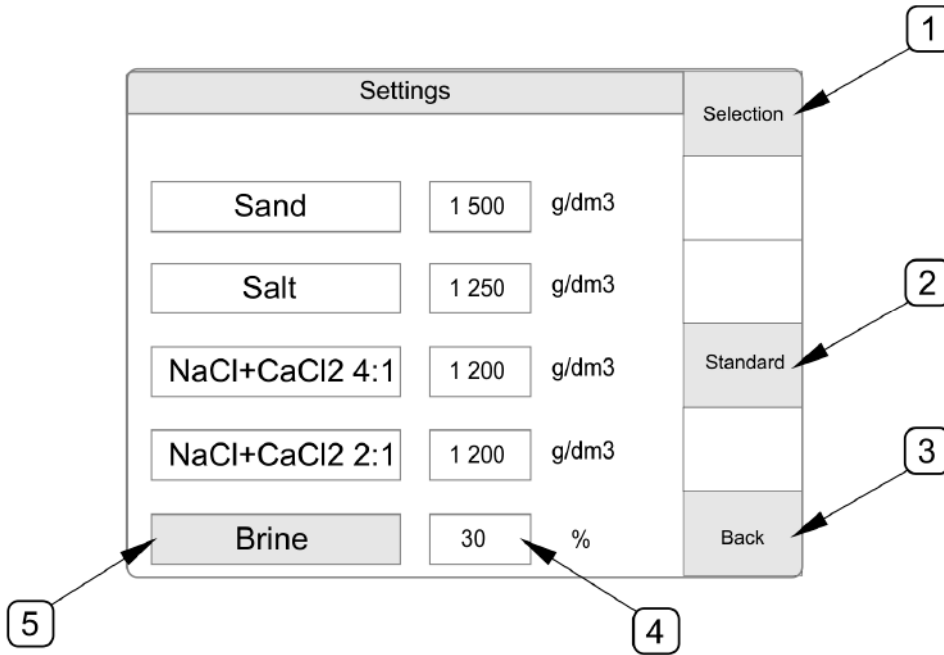 1
Settings
Selection
Sand 1 500 g/dm3
Salt 1 250 g/dm3
2
Standard
NaCl+CaCl2 4:1 1 200 g/dm3
NaCl+CaCl2 2:1 1 200 g/dm3
3
Brine 30 %
Back
5
4